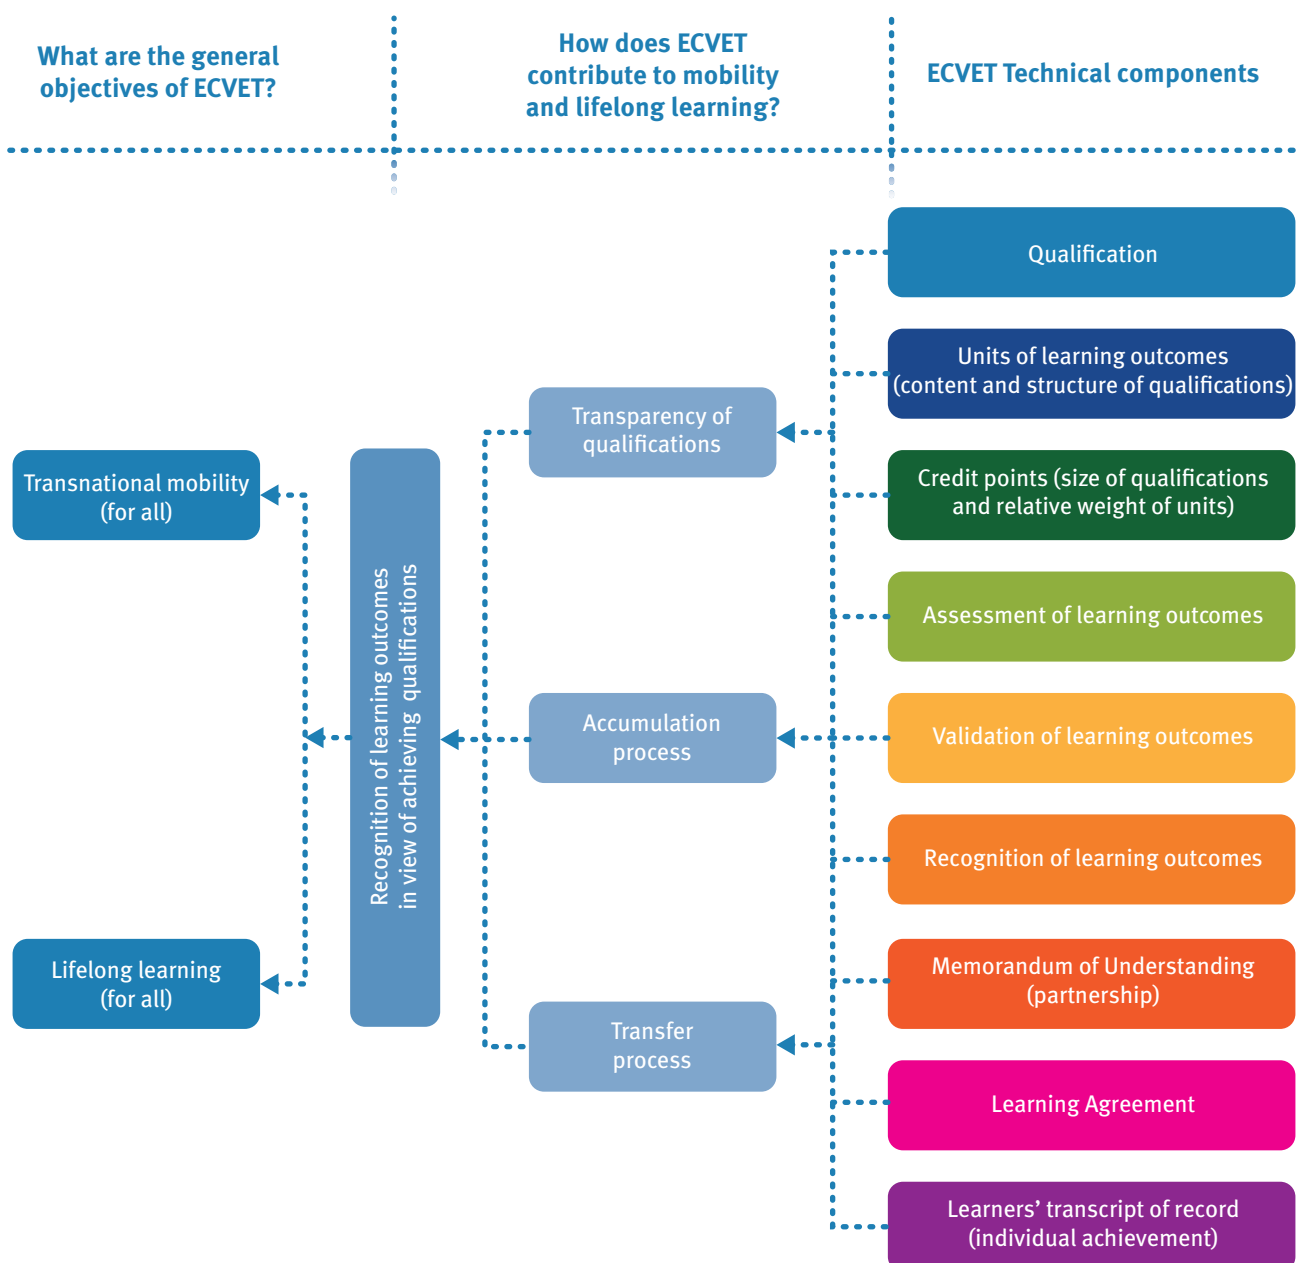 What are the general
objectives of ECVET?
How does ECVET
contribute to mobility
and lifelong learning?
ECVET Technical components
Transnational mobility
(for all)
Lifelong learning
(for all)
Recognition of learning outcomes
in view of achieving qualifications
Transparency of
qualifications
Accumulation
process
Transfer
process
Qualification
Units of learning outcomes
(content and structure of qualifications)
Credit points (size of qualifications
and relative weight of units)
Assessment of learning outcomes
Validation of learning outcomes
Recognition of learning outcomes
Memorandum of Understanding
(partnership)
Learning Agreement
Learners’ transcript of record
(individual achievement)